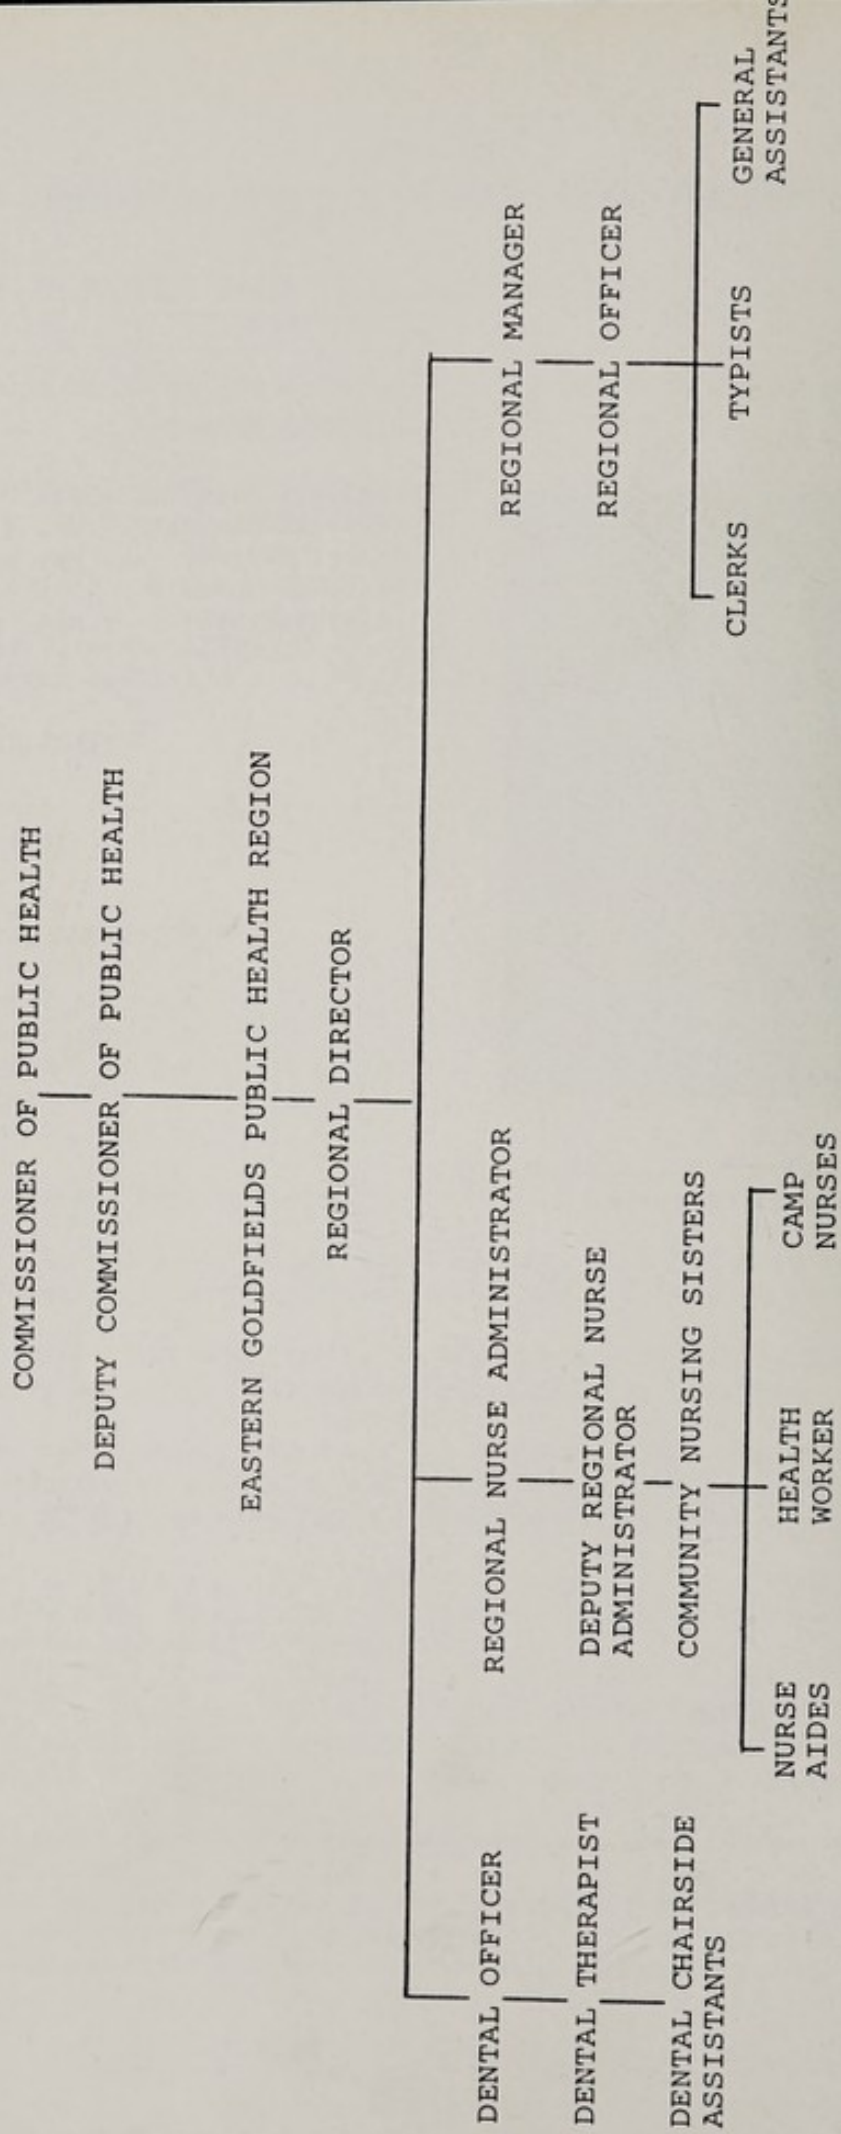 COMMISSIONER OF PUBLIC HEALTH
DEPUTY COMMISSIONER OF PUBLIC HEALTH
EASTERN GOLDFIELDS PUBLIC HEALTH REGION
REGIONAL DIRECTOR
DENTAL OFFICER
DENTAL THERAPIST
DENTAL CHAIRSIDE
ASSISTANTS
REGIONAL NURSE ADMINISTRATOR
DEPUTY REGIONAL NURSE
ADMINISTRATOR
COMMUNITY NURSING SISTERS
NURSE
AIDES
HEALTH
WORKER
CAMP
NURSES
REGIONAL MANAGER
REGIONAL OFFICER
CLERKS
TYPISTS
GENERAL
ASSISTANTS